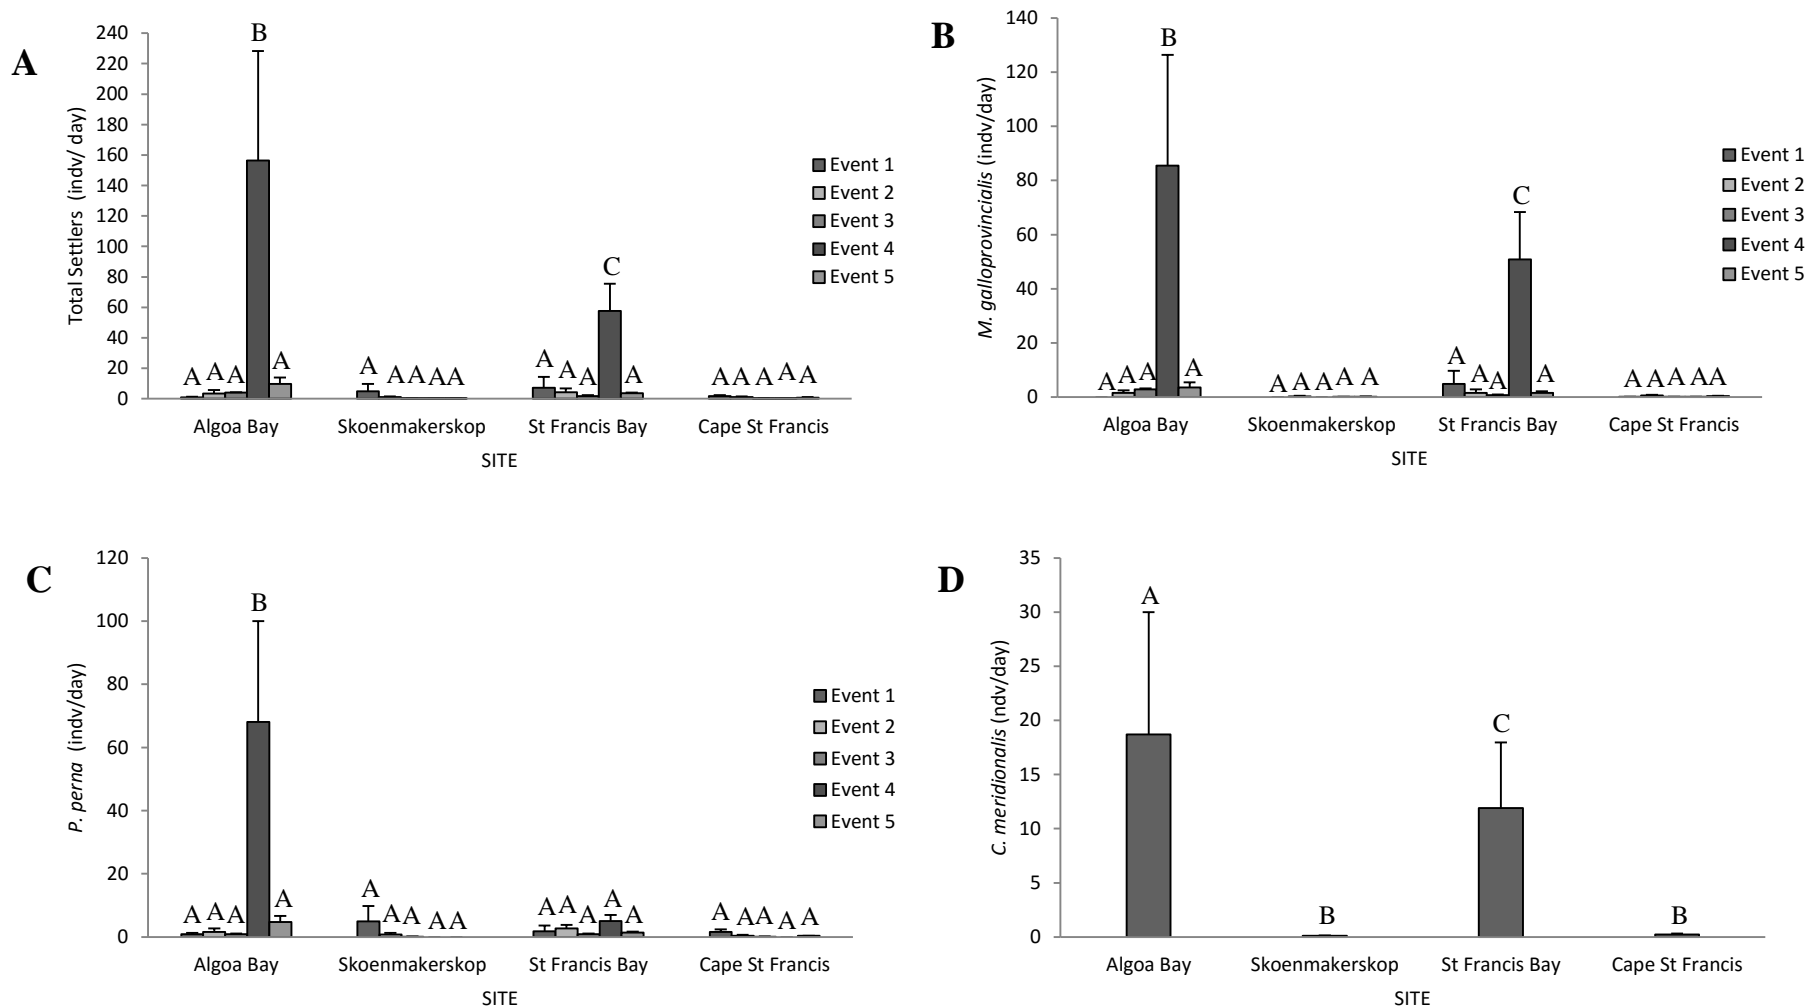 A
Total Settlers (indv/ day)
240
220
200
180
160
140
120
100
80
60
40
20
0
A A A B A
A A A A A
A A A C A
A A A A A
Algoa Bay Skoenmakerskop St Francis Bay Cape St Francis
SITE
Event 1
Event 2
Event 3
Event 4
Event 5
B
M. galloprovincialis (indv/day)
140
120
100
80
60
40
20
0
A A A B A
A A A A A
A A A C A
A A A A A
Algoa Bay Skoenmakerskop St Francis Bay Cape St Francis
SITE
Event 1
Event 2
Event 3
Event 4
Event 5
C
P. perna (indv/day)
120
100
80
60
40
20
0
A A A B A
A A A A A
A A A A A
A A A A A
Algoa Bay Skoenmakerskop St Francis Bay Cape St Francis
SITE
Event 1
Event 2
Event 3
Event 4
Event 5
D
C. meridionalis (ndv/day)
35
30
25
20
15
10
5
0
A B C B
Algoa Bay Skoenmakerskop St Francis Bay Cape St Francis
SITE